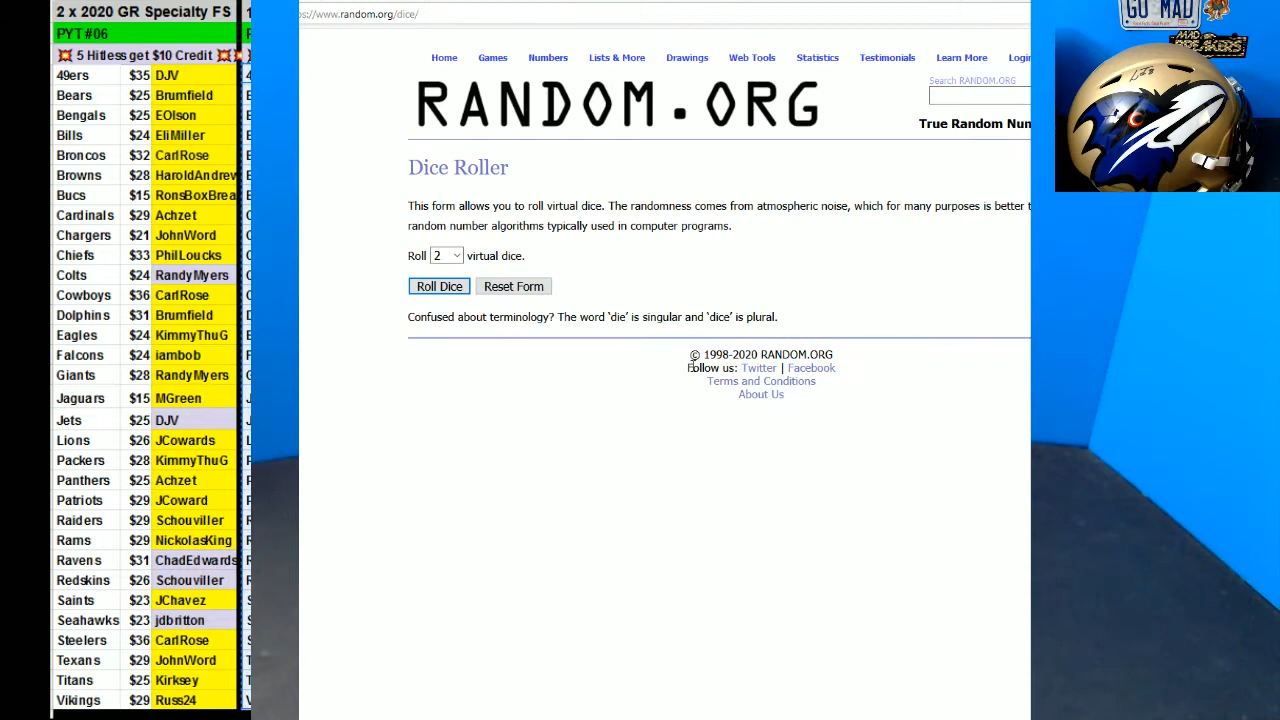 2 x 2020 GR Specialty FS
PYT #06
💥 5 Hitless get $10 Credit 💥
49ers $35 DJV
Bears $25 Brumfield
Bengals $25 EOlson
Bills $24 EliMiller
Broncos $32 CarlRose
Browns $28 HaroldAndrew
Bucs $15 RonsBoxBrea
Cardinals $29 Achzet
Chargers $21 JohnWord
Chiefs $33 PhilLoucks
Colts $24 RandyMyers
Cowboys $36 CarlRose
Dolphins $31 Brumfield
Eagles $24 KimmyThuG
Falcons $24 iambob
Giants $28 RandyMyers
Jaguars $15 MGreen
Jets $25 DJV
Lions $26 JCowards
Packers $28 KimmyThuG
Panthers $25 Achzet
Patriots $29 JCoward
Raiders $29 Schouviller
Rams $29 NickolasKing
Ravens $31 ChadEdwards
Redskins $26 Schouviller
Saints $23 JChavez
Seahawks $23 jdbritton
Steelers $36 CarlRose
Texans $29 JohnWord
Titans $25 Kirksey
Vikings $29 Russ24
s://www.random.org/dice/
Home Games Numbers Lists & More Drawings Web Tools Statistics Testimonials Learn More Login
RANDOM.ORG
Search RANDOM.ORG
True Random Num
Dice Roller
This form allows you to roll virtual dice. The randomness comes from atmospheric noise, which for many purposes is better t
random number algorithms typically used in computer programs.
Roll 2 virtual dice.
Roll Dice Reset Form
Confused about terminology? The word ‘die’ is singular and ‘dice’ is plural.
© 1998-2020 RANDOM.ORG
Follow us: Twitter | Facebook
Terms and Conditions
About Us
GO MAD
MAD BREAKERS